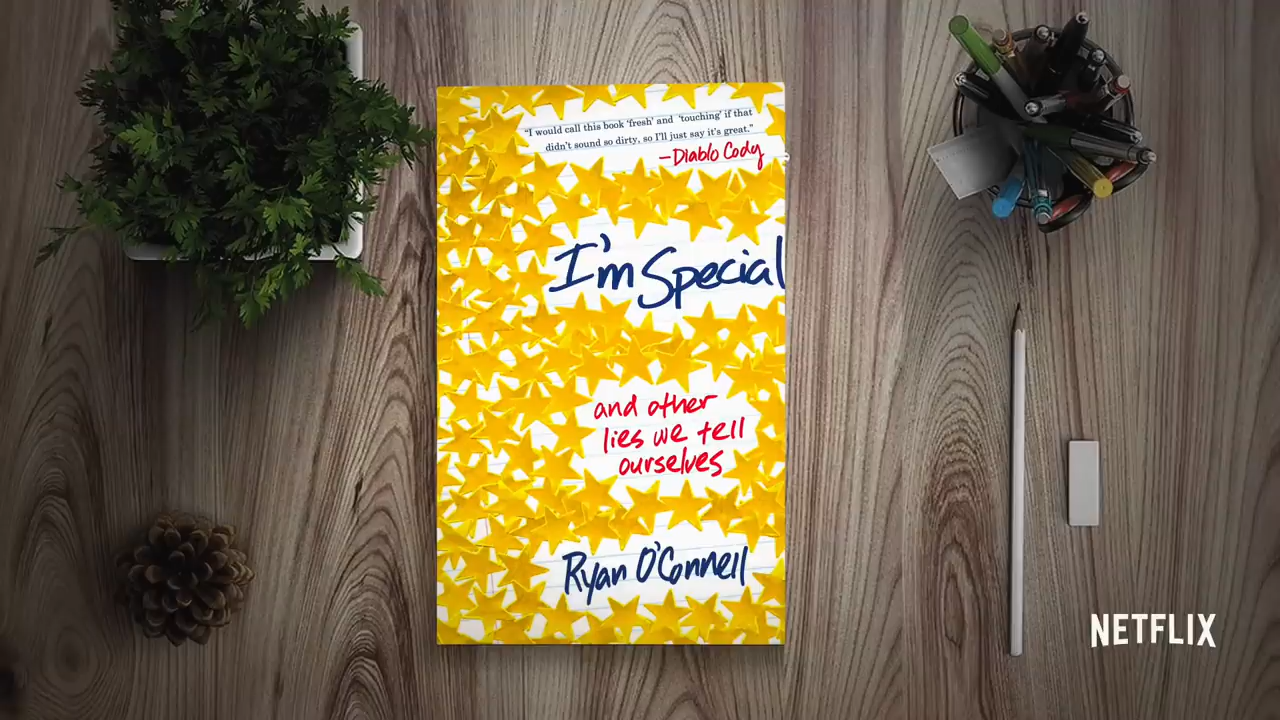 "I would call this book 'fresh' and 'touching' if that
didn't sound so dirty, so I'll just say it's great."
—Diablo Cody
I'm Special
and other
lies we tell
ourselves
Ryan O'Connell
NETFLIX